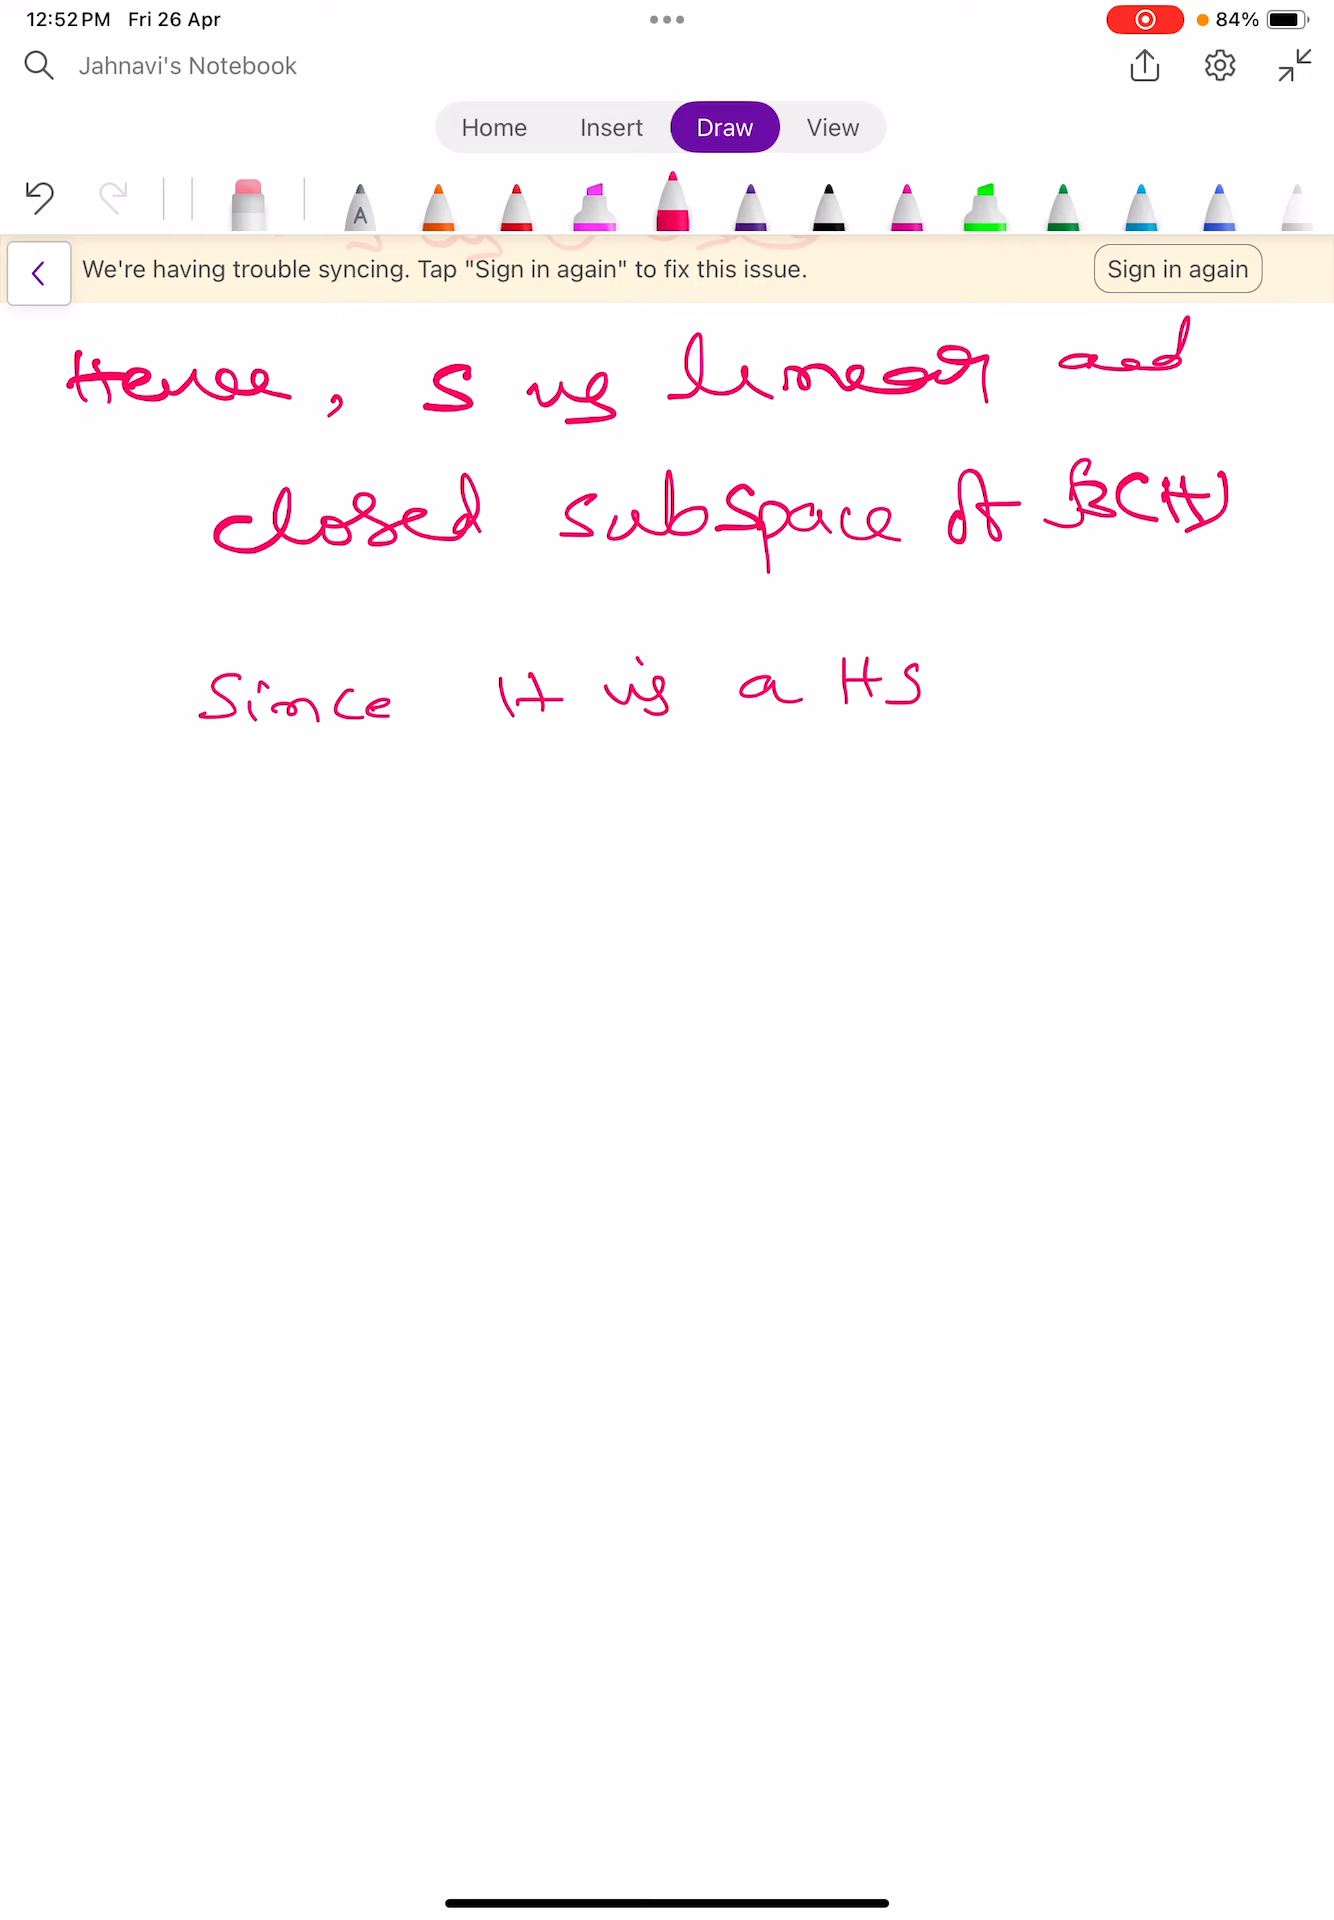 12:52 PM Fri 26 Apr
84%
Jahnavi's Notebook
Home Insert Draw View
A
We're having trouble syncing. Tap "Sign in again" to fix this issue.
Sign in again
Hence, S is linear and
closed subspace of B(H)
Since H is a HS